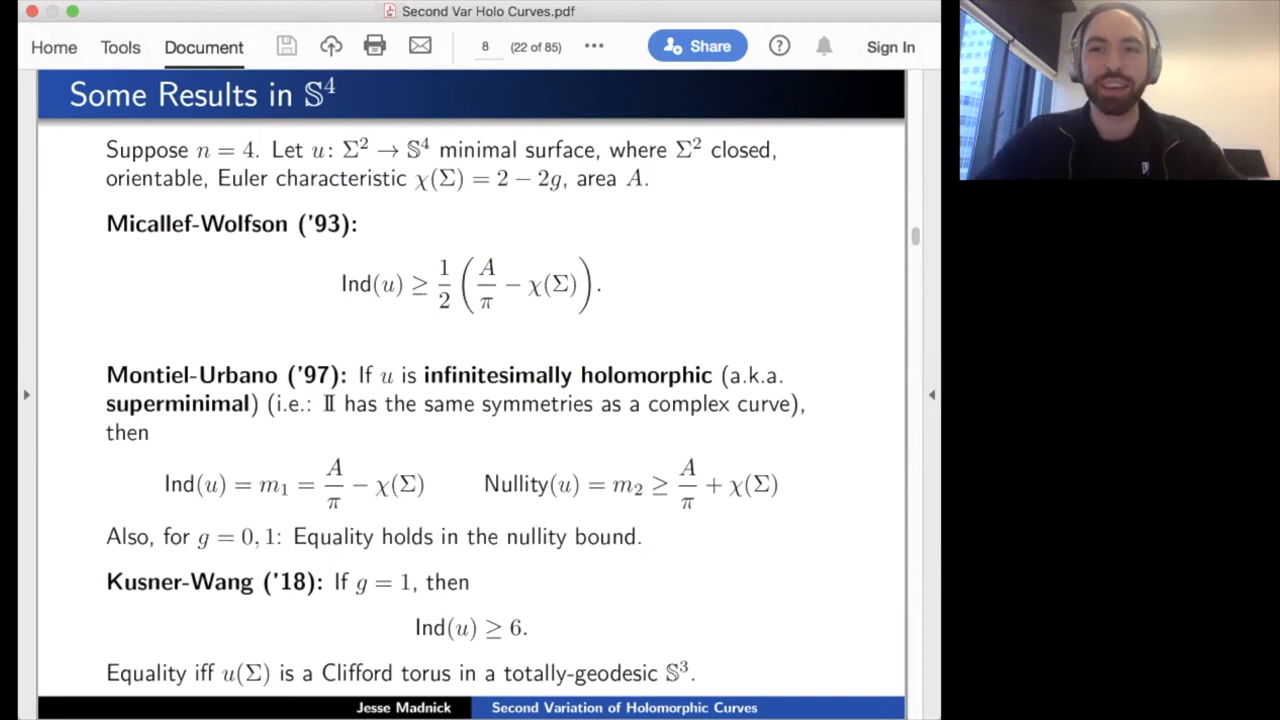 Second Var Holo Curves.pdf
Home Tools Document 8 (22 of 85) Share Sign In
Some Results in 𝕊⁴
Suppose n = 4. Let u: Σ² → 𝕊⁴ minimal surface, where Σ² closed,
orientable, Euler characteristic χ(Σ) = 2 − 2g, area A.
Micallef-Wolfson ('93):
Ind(u) ≥ 1/2 (A/π − χ(Σ)).
Montiel-Urbano ('97): If u is infinitesimally holomorphic (a.k.a.
superminimal) (i.e.: 𝕀𝕀 has the same symmetries as a complex curve),
then
Ind(u) = m₁ = A/π − χ(Σ) Nullity(u) = m₂ ≥ A/π + χ(Σ)
Also, for g = 0, 1: Equality holds in the nullity bound.
Kusner-Wang ('18): If g = 1, then
Ind(u) ≥ 6.
Equality iff u(Σ) is a Clifford torus in a totally-geodesic 𝕊³.
Jesse Madnick Second Variation of Holomorphic Curves